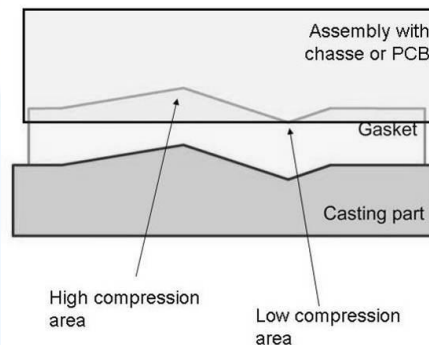 Assembly with
chasse or PCB
Gasket
Casting part
High compression
area
Low compression
area